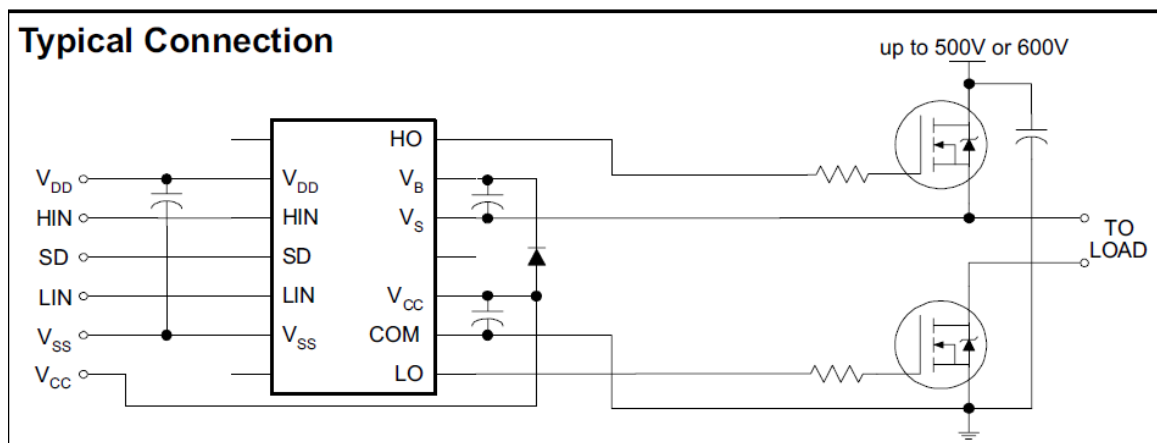 Typical Connection
up to 500V or 600V
HO
VDD VDD VB
HIN HIN VS
SD SD
TO
LOAD
LIN LIN VCC
VSS VSS COM
VCC LO